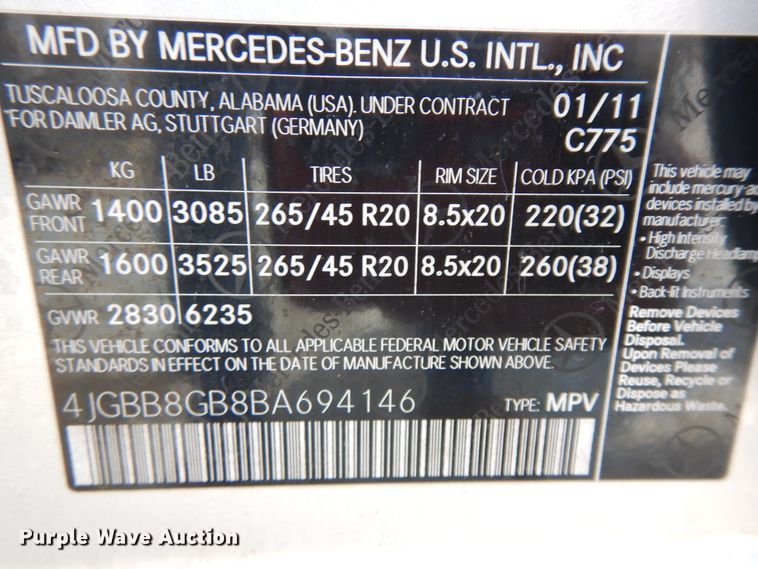 MFD BY MERCEDES-BENZ U.S. INTL., INC
TUSCALOOSA COUNTY, ALABAMA (USA), UNDER CONTRACT
FOR DAIMLER AG, STUTTGART (GERMANY)
01/11
C775
KG LB TIRES RIM SIZE COLD KPA (PSI)
GAWR FRONT 1400 3085 265/45 R20 8.5x20 220(32)
GAWR REAR 1600 3525 265/45 R20 8.5x20 260(38)
GVWR 2830 6235
THIS VEHICLE CONFORMS TO ALL APPLICABLE FEDERAL MOTOR VEHICLE SAFETY
STANDARDS IN EFFECT ON THE DATE OF MANUFACTURE SHOWN ABOVE.
4JGBB8GB8BA694146 TYPE: MPV
This vehicle may
include mercury-ad
devices installed by
manufacturer:
• High Intensity
Discharge Headlamp
• Displays
• Back-lit Instruments
Remove Devices
Before Vehicle
Disposal.
Upon Removal of
Devices Please
Reuse, Recycle or
Dispose as
Hazardous Waste.
Purple Wave Auction